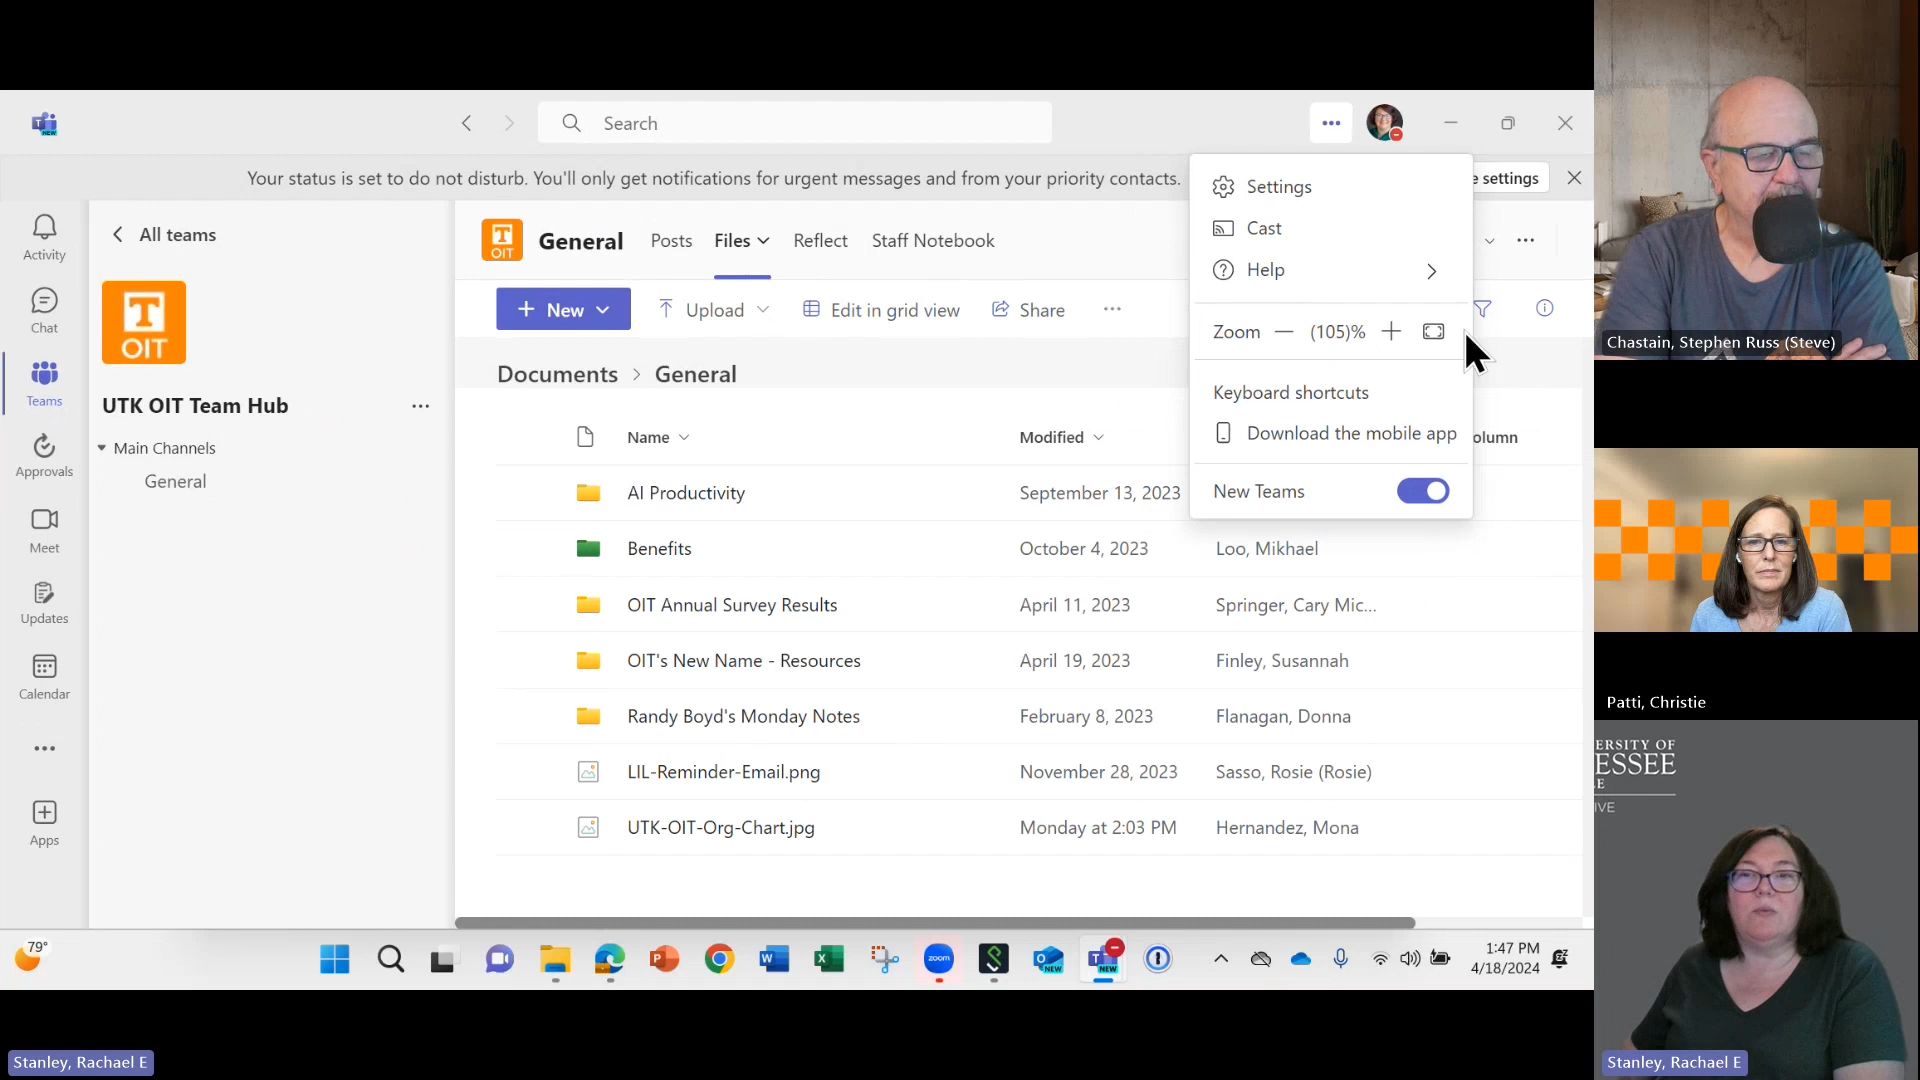 NEW
Search
Your status is set to do not disturb. You'll only get notifications for urgent messages and from your priority contacts.
e settings
Activity
Chat
Teams
Approvals
Meet
Updates
Calendar
Apps
All teams
T
OIT
UTK OIT Team Hub
Main Channels
General
T
OIT
General
Posts
Files
Reflect
Staff Notebook
New
Upload
Edit in grid view
Share
Documents > General
Name
Modified
olumn
AI Productivity
September 13, 2023
Benefits
October 4, 2023
Loo, Mikhael
OIT Annual Survey Results
April 11, 2023
Springer, Cary Mic...
OIT's New Name - Resources
April 19, 2023
Finley, Susannah
Randy Boyd's Monday Notes
February 8, 2023
Flanagan, Donna
LIL-Reminder-Email.png
November 28, 2023
Sasso, Rosie (Rosie)
UTK-OIT-Org-Chart.jpg
Monday at 2:03 PM
Hernandez, Mona
Settings
Cast
Help
Zoom — (105)% +
Keyboard shortcuts
Download the mobile app
New Teams
79°
zoom
NEW
NEW
1:47 PM
4/18/2024
Stanley, Rachael E
Chastain, Stephen Russ (Steve)
Patti, Christie
ERSITY OF
ESSEE
LE
IVE
Stanley, Rachael E